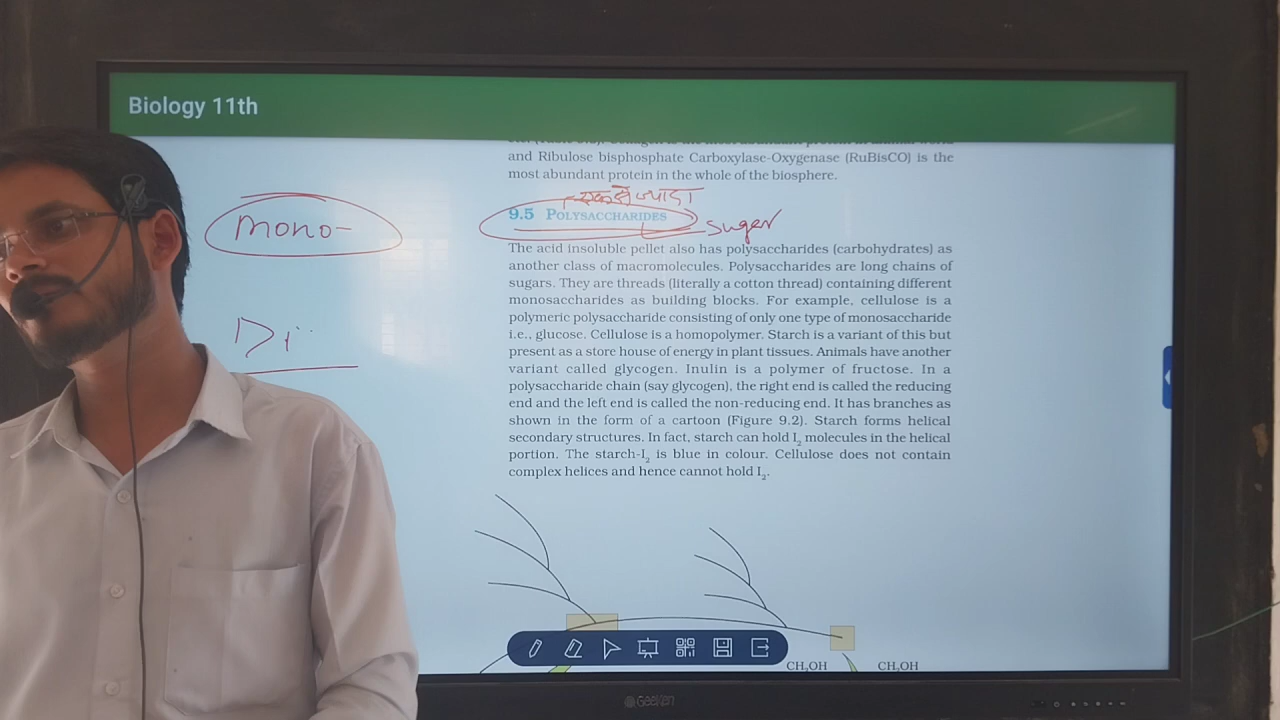 Biology 11th
and Ribulose bisphosphate Carboxylase-Oxygenase (RuBisCO) is the
most abundant protein in the whole of the biosphere.
9.5 POLYSACCHARIDES
suger
mono-
Di
The acid insoluble pellet also has polysaccharides (carbohydrates) as
another class of macromolecules. Polysaccharides are long chains of
sugars. They are threads (literally a cotton thread) containing different
monosaccharides as building blocks. For example, cellulose is a
polymeric polysaccharide consisting of only one type of monosaccharide
i.e., glucose. Cellulose is a homopolymer. Starch is a variant of this but
present as a store house of energy in plant tissues. Animals have another
variant called glycogen. Inulin is a polymer of fructose. In a
polysaccharide chain (say glycogen), the right end is called the reducing
end and the left end is called the non-reducing end. It has branches as
shown in the form of a cartoon (Figure 9.2). Starch forms helical
secondary structures. In fact, starch can hold I₂ molecules in the helical
portion. The starch-I₂ is blue in colour. Cellulose does not contain
complex helices and hence cannot hold I₂.
CH₂OH CH₂OH
GeeKen